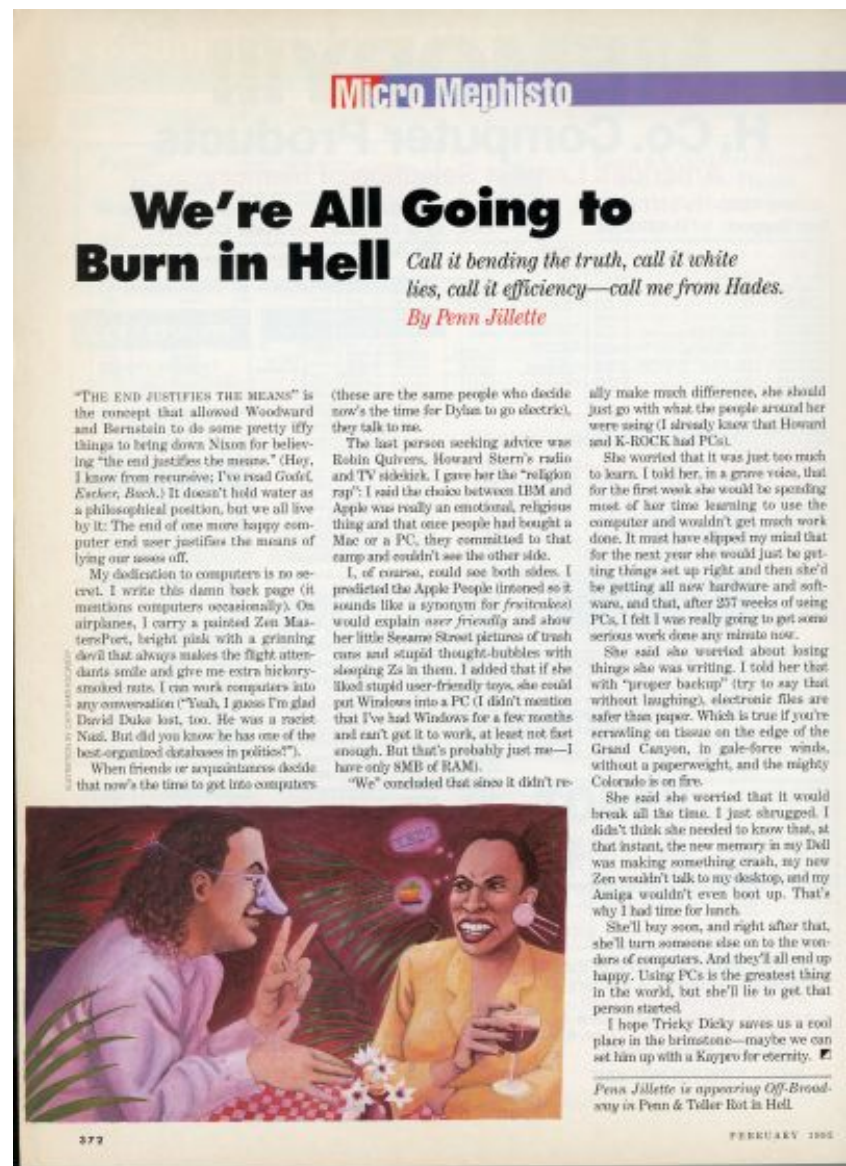 Micro Mephisto
We're All Going to
Burn in Hell
Call it bending the truth, call it white
lies, call it efficiency—call me from Hades.
By Penn Jillette
"THE END JUSTIFIES THE MEANS" is
the concept that allowed Woodward
and Bernstein to do some pretty iffy
things to bring down Nixon for believ-
ing "the end justifies the means." (Hey,
I know from recursive; I've read Godel,
Escher, Bach.) It doesn't hold water as
a philosophical position, but we all live
by it: The end of one more happy com-
puter end user justifies the means of
lying our asses off.
My dedication to computers is no se-
cret. I write this damn back page (it
mentions computers occasionally). On
airplanes, I carry a painted Zen Mas-
tersPort, bright pink with a grinning
devil that always makes the flight atten-
dants smile and give me extra hickory-
smoked nuts. I can work computers into
any conversation ("Yeah, I guess I'm glad
David Duke lost, too. He was a racist
Nazi. But did you know he has one of the
best-organized databases in politics?").
When friends or acquaintances decide
that now's the time to get into computers
(these are the same people who decide
now's the time for Dylan to go electric),
they talk to me.
The last person seeking advice was
Robin Quivers, Howard Stern's radio
and TV sidekick. I gave her the "religion
rap": I said the choice between IBM and
Apple was really an emotional, religious
thing and that once people had bought a
Mac or a PC, they committed to that
camp and couldn't see the other side.
I, of course, could see both sides. I
predicted the Apple People (intoned so it
sounds like a synonym for fruitcakes)
would explain user friendly and show
her little Sesame Street pictures of trash
cans and stupid thought-bubbles with
sleeping Zs in them. I added that if she
liked stupid user-friendly toys, she could
put Windows into a PC (I didn't mention
that I've had Windows for a few months
and can't get it to work, at least not fast
enough. But that's probably just me—I
have only 8MB of RAM).
"We" concluded that since it didn't re-
ally make much difference, she should
just go with what the people around her
were using (I already knew that Howard
and K-ROCK had PCs).
She worried that it was just too much
to learn. I told her, in a grave voice, that
for the first week she would be spending
most of her time learning to use the
computer and wouldn't get much work
done. It must have slipped my mind that
for the next year she would just be get-
ting things set up right and then she'd
be getting all new hardware and soft-
ware, and that, after 257 weeks of using
PCs, I felt I was really going to get some
serious work done any minute now.
She said she worried about losing
things she was writing. I told her that
with "proper backup" (try to say that
without laughing), electronic files are
safer than paper. Which is true if you're
scrawling on tissue on the edge of the
Grand Canyon, in gale-force winds,
without a paperweight, and the mighty
Colorado is on fire.
She said she worried that it would
break all the time. I just shrugged. I
didn't think she needed to know that, at
that instant, the new memory in my Dell
was making something crash, my new
Zen wouldn't talk to my desktop, and my
Amiga wouldn't even boot up. That's
why I had time for lunch.
She'll buy soon, and right after that,
she'll turn someone else on to the won-
ders of computers. And they'll all end up
happy. Using PCs is the greatest thing
in the world, but she'll lie to get that
person started.
I hope Tricky Dicky saves us a cool
place in the brimstone—maybe we can
set him up with a Kaypro for eternity.
Penn Jillette is appearing Off-Broad-
way in Penn & Teller Rot in Hell.
IBM
372
FEBRUARY